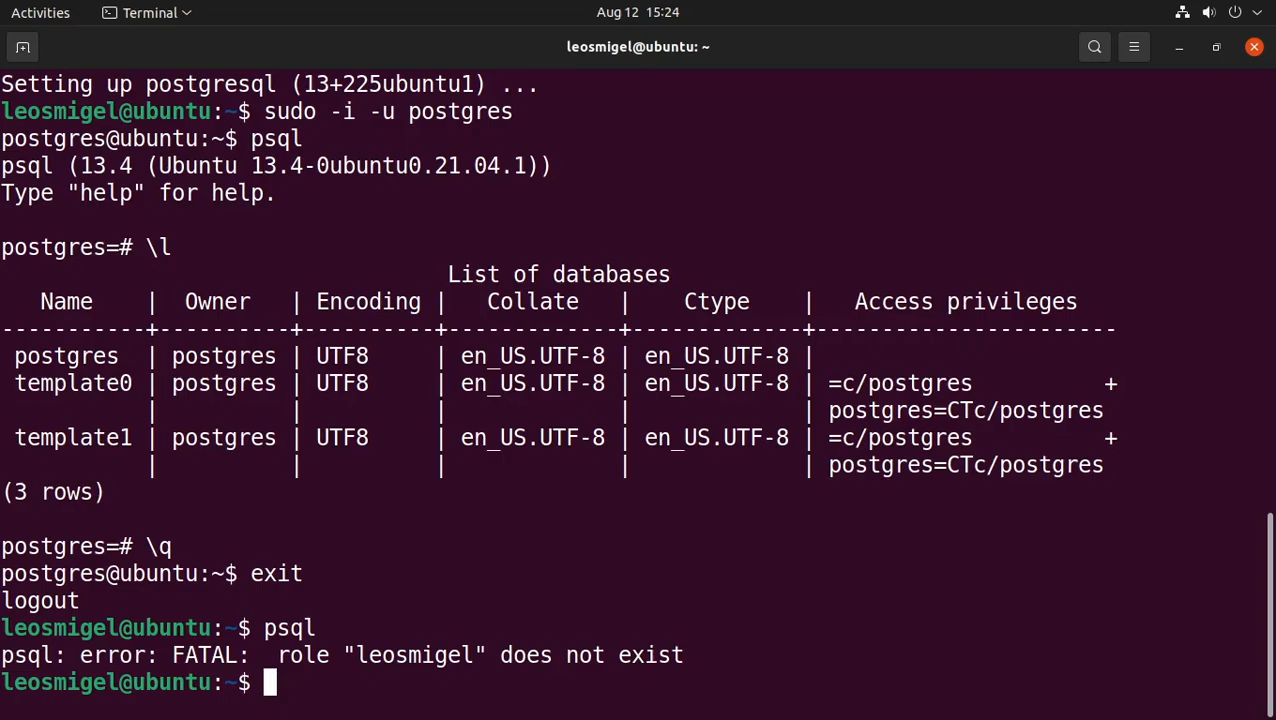 Activities Terminal Aug 12 15:24
leosmigel@ubuntu: ~
Setting up postgresql (13+225ubuntu1) ...
leosmigel@ubuntu:~$ sudo -i -u postgres
postgres@ubuntu:~$ psql
psql (13.4 (Ubuntu 13.4-0ubuntu0.21.04.1))
Type "help" for help.

postgres=# \l
                                  List of databases
   Name    |  Owner   | Encoding |   Collate   |    Ctype    |   Access privileges
-----------+----------+----------+-------------+-------------+-----------------------
 postgres  | postgres | UTF8     | en_US.UTF-8 | en_US.UTF-8 |
 template0 | postgres | UTF8     | en_US.UTF-8 | en_US.UTF-8 | =c/postgres          +
           |          |          |             |             | postgres=CTc/postgres
 template1 | postgres | UTF8     | en_US.UTF-8 | en_US.UTF-8 | =c/postgres          +
           |          |          |             |             | postgres=CTc/postgres
(3 rows)

postgres=# \q
postgres@ubuntu:~$ exit
logout
leosmigel@ubuntu:~$ psql
psql: error: FATAL:  role "leosmigel" does not exist
leosmigel@ubuntu:~$